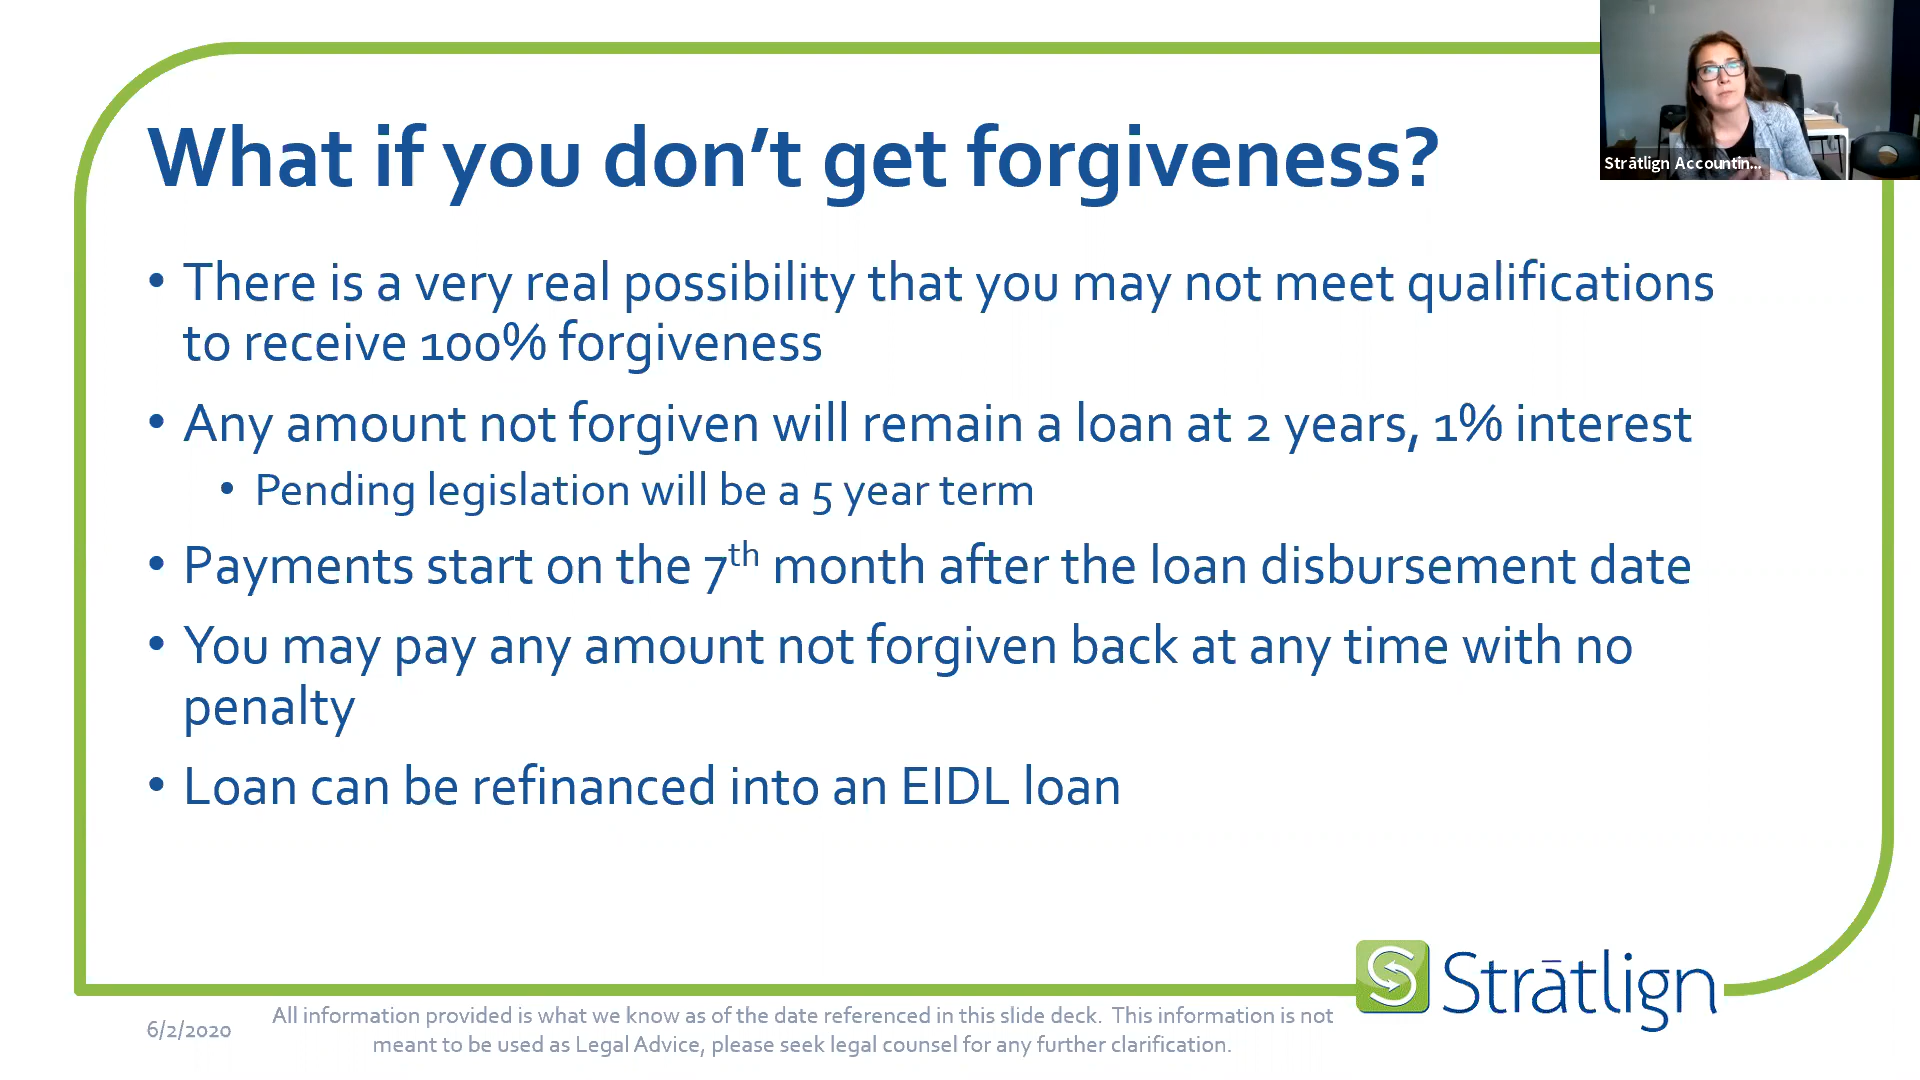 What if you don’t get forgiveness?
Strātlign Accountin...
• There is a very real possibility that you may not meet qualifications
to receive 100% forgiveness
• Any amount not forgiven will remain a loan at 2 years, 1% interest
• Pending legislation will be a 5 year term
• Payments start on the 7th month after the loan disbursement date
• You may pay any amount not forgiven back at any time with no
penalty
• Loan can be refinanced into an EIDL loan
Strātlign
6/2/2020
All information provided is what we know as of the date referenced in this slide deck. This information is not
meant to be used as Legal Advice, please seek legal counsel for any further clarification.